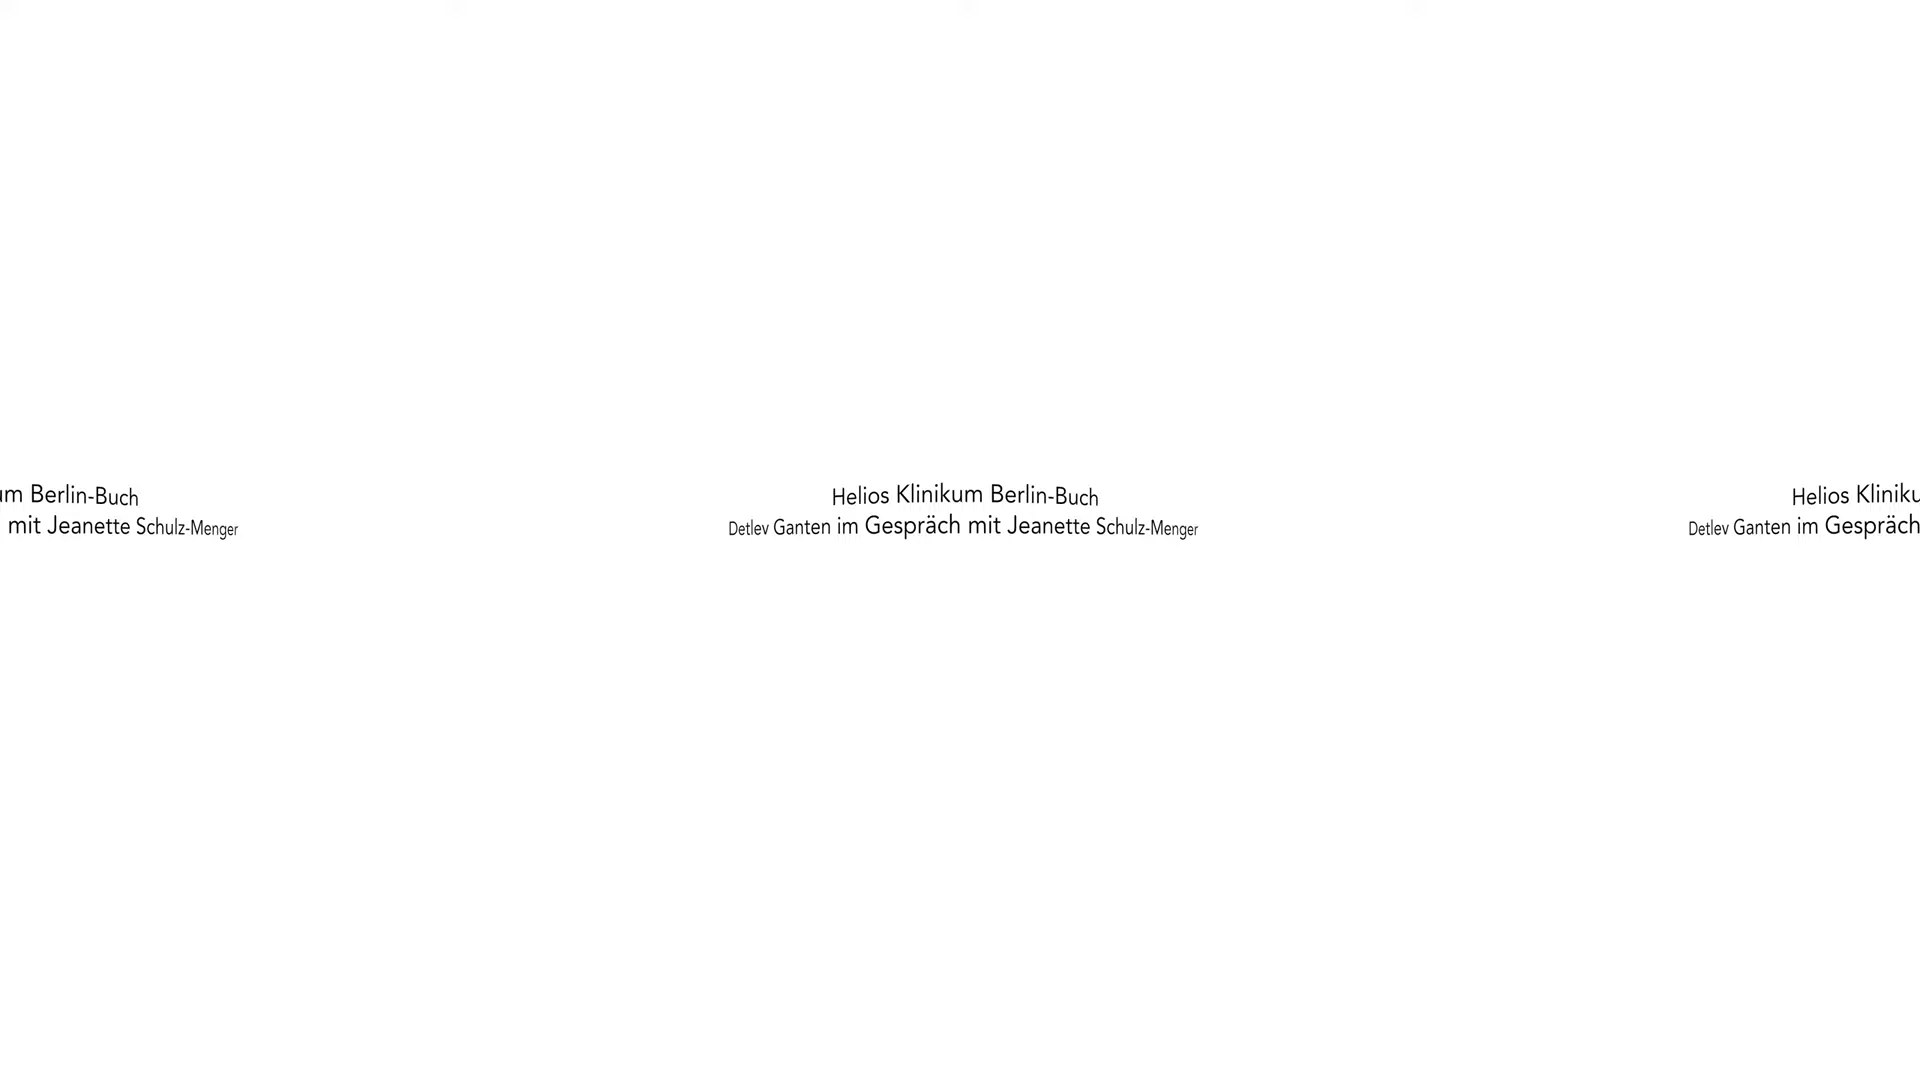 um Berlin-Buch
mit Jeanette Schulz-Menger
Helios Klinikum Berlin-Buch
Detlev Ganten im Gespräch mit Jeanette Schulz-Menger
Helios Kliniku
Detlev Ganten im Gespräch